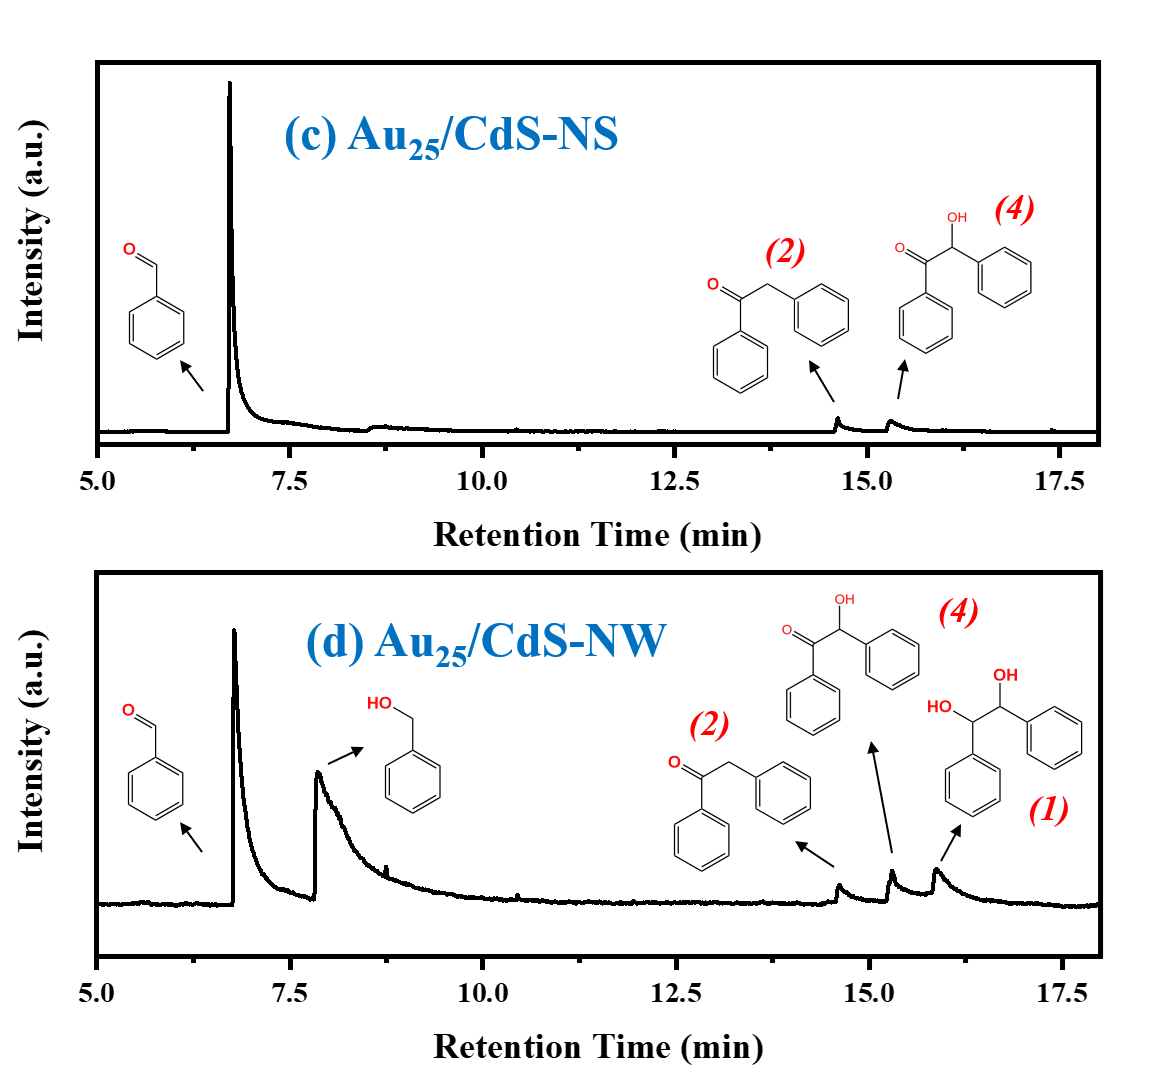 (c) Au25/CdS-NS
Intensity (a.u.)
O
(2)
O
(4)
OH
O
5.0 7.5 10.0 12.5 15.0 17.5
Retention Time (min)
(d) Au25/CdS-NW
Intensity (a.u.)
O
HO
(2)
O
(4)
OH
O
OH
HO
(1)
5.0 7.5 10.0 12.5 15.0 17.5
Retention Time (min)